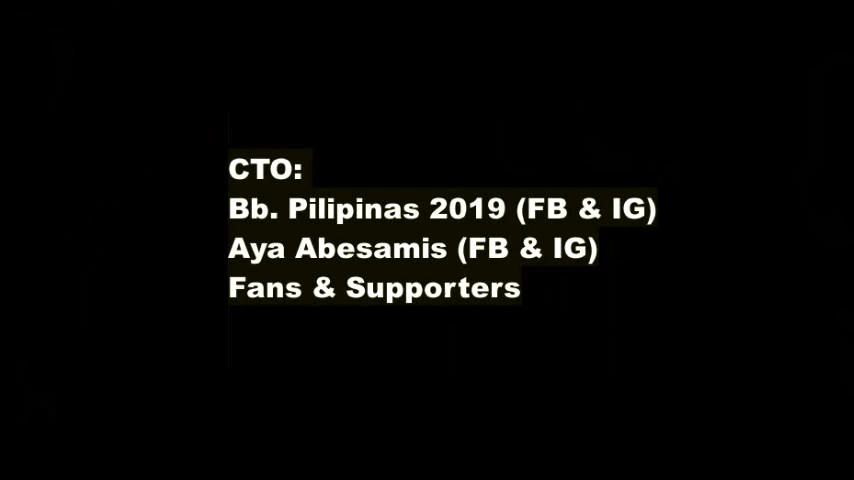 CTO:
Bb. Pilipinas 2019 (FB & IG)
Aya Abesamis (FB & IG)
Fans & Supporters